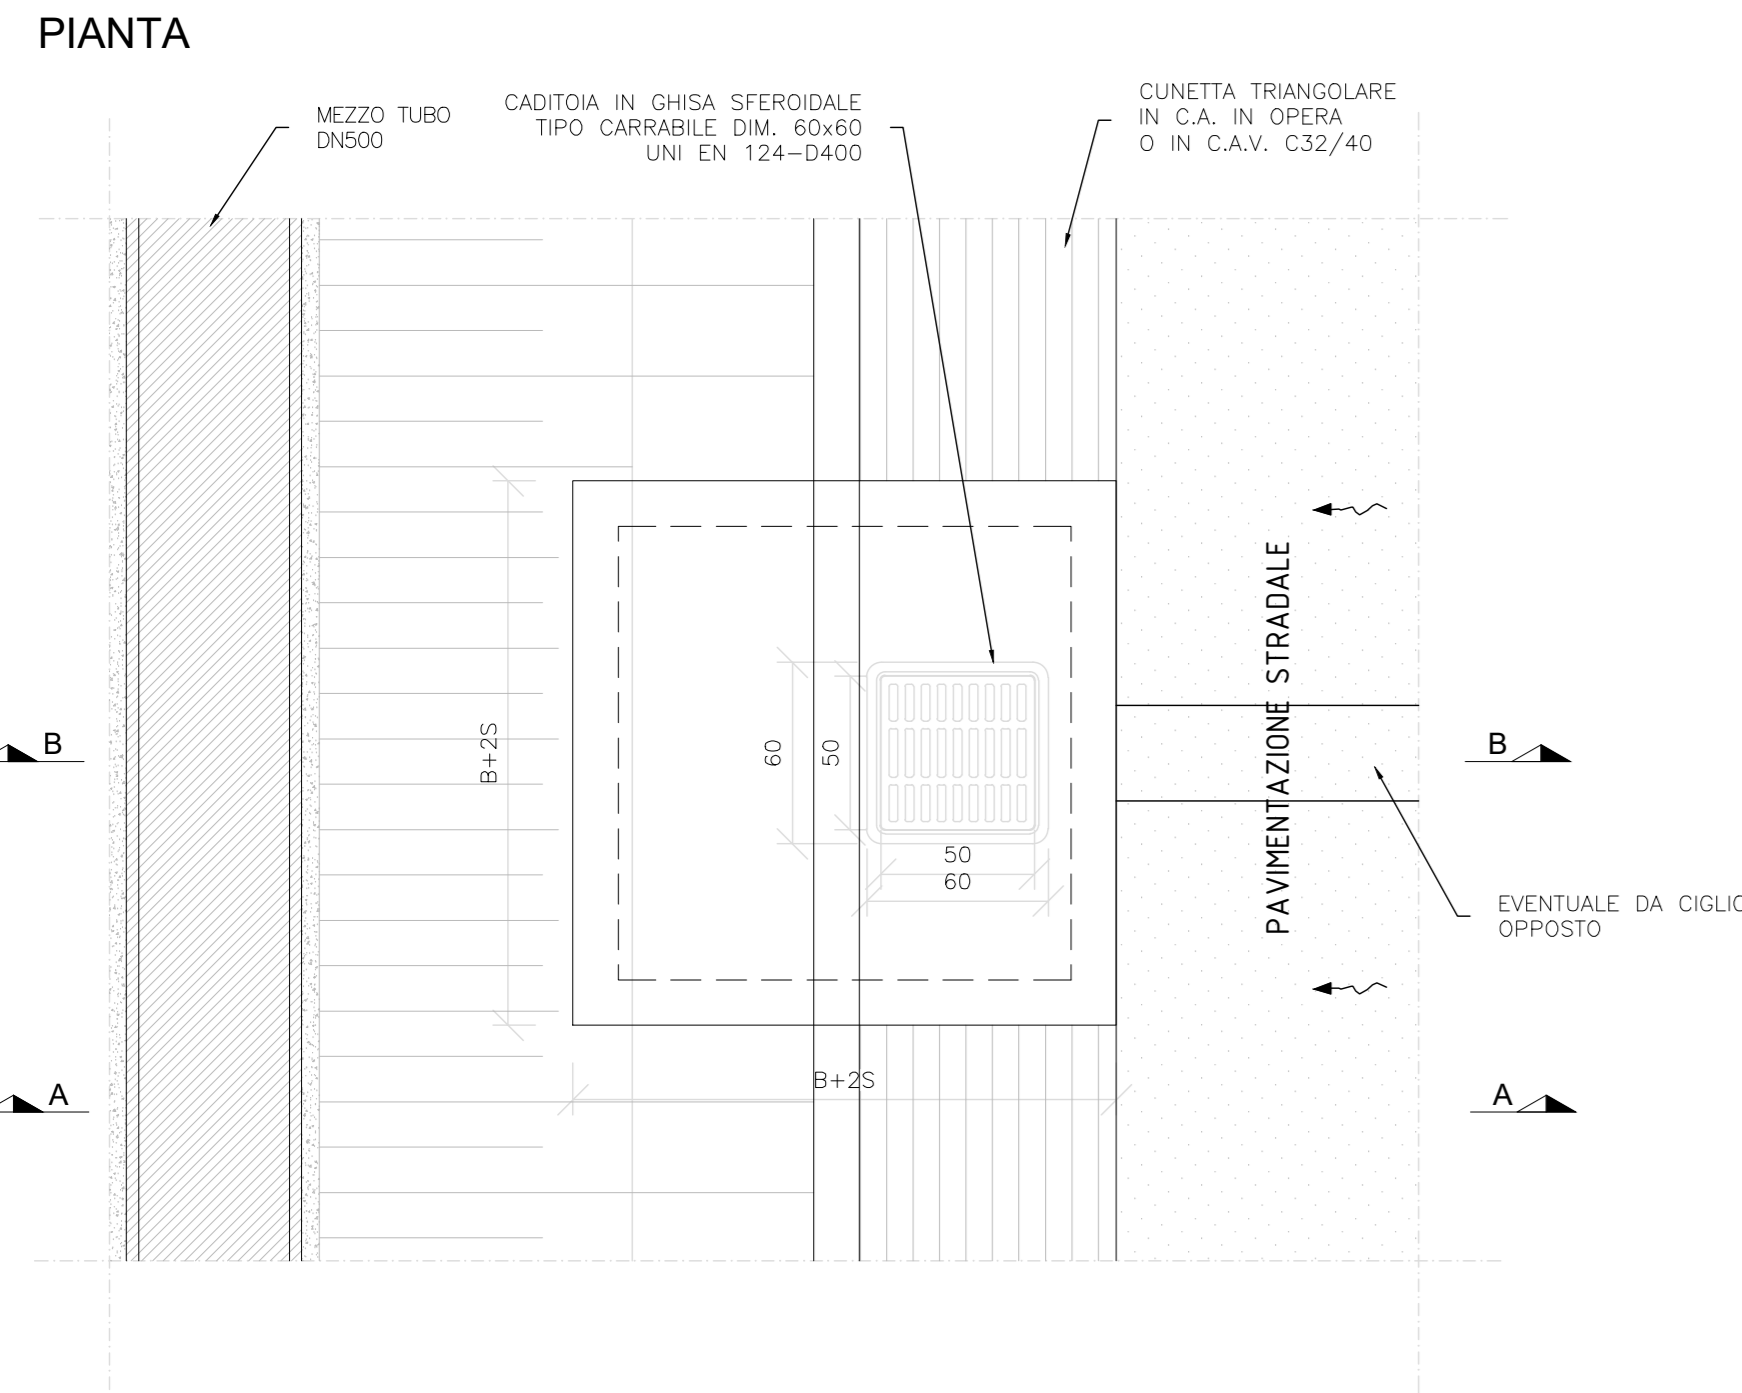 PIANTA
MEZZO TUBO
DN500
CADITOIA IN GHISA SFEROIDALE
TIPO CARRABILE DIM. 60x60
UNI EN 124-D400
CUNETTA TRIANGOLARE
IN C.A. IN OPERA
O IN C.A.V. C32/40
PAVIMENTAZIONE STRADALE
B
B+2S
60
50
B
50
60
EVENTUALE DA CIGLIO
OPPOSTO
B+2S
A
A